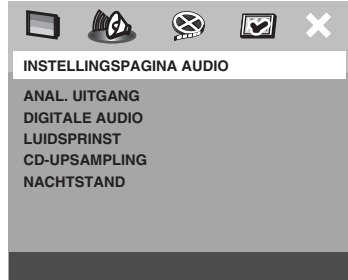 INSTELLINGSPAGINA AUDIO
ANAL. UITGANG
DIGITALE AUDIO
LUIDSPRINST
CD-UPSAMPLING
NACHTSTAND